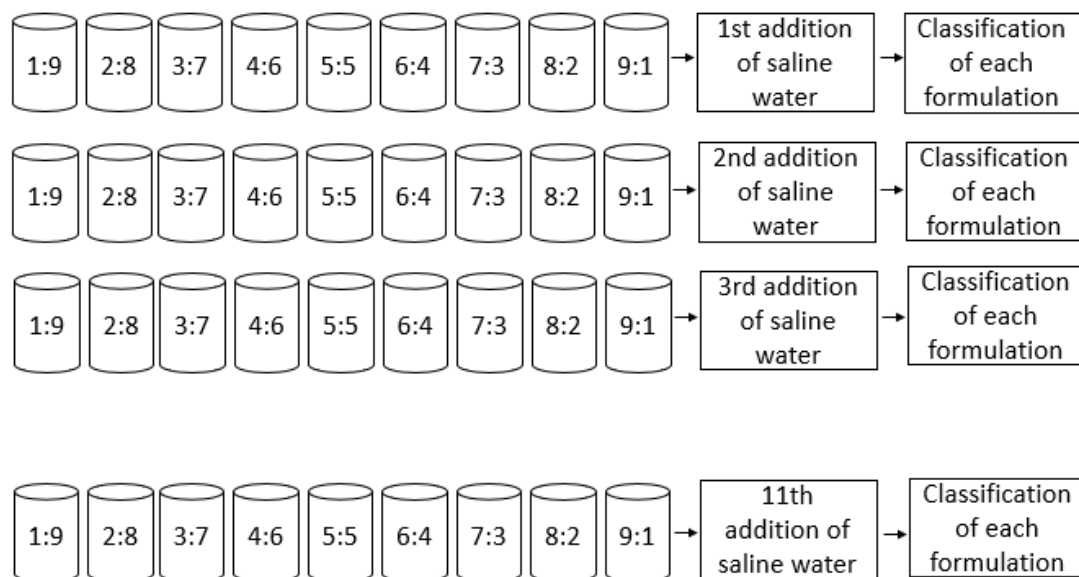 1:9 2:8 3:7 4:6 5:5 6:4 7:3 8:2 9:1
1st addition
of saline
water
Classification
of each
formulation
1:9 2:8 3:7 4:6 5:5 6:4 7:3 8:2 9:1
2nd addition
of saline
water
Classification
of each
formulation
1:9 2:8 3:7 4:6 5:5 6:4 7:3 8:2 9:1
3rd addition
of saline
water
Classification
of each
formulation
1:9 2:8 3:7 4:6 5:5 6:4 7:3 8:2 9:1
11th
addition of
saline water
Classification
of each
formulation